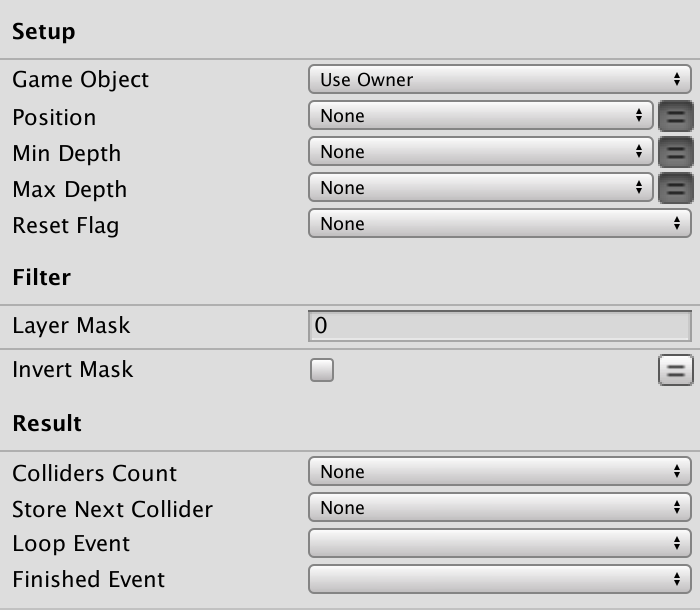 Setup
Game Object Use Owner
Position None =
Min Depth None =
Max Depth None =
Reset Flag None
Filter
Layer Mask 0
Invert Mask =
Result
Colliders Count None
Store Next Collider None
Loop Event
Finished Event